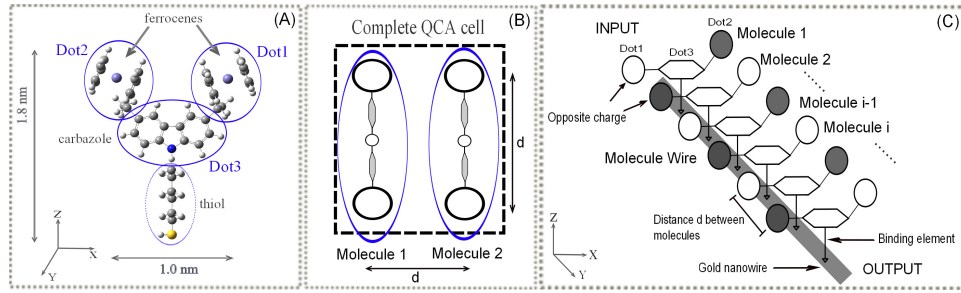 (A)
ferrocenes
Dot2
Dot1
1.8 nm
carbazole
Dot3
thiol
Z
X
Y
1.0 nm
(B)
Complete QCA cell
d
Molecule 1
Molecule 2
d
(C)
INPUT
Dot2
Molecule 1
Dot1
Dot3
Molecule 2
Opposite charge
Molecule i-1
Molecule i
Molecule Wire
Distance d between
molecules
Binding element
Z
X
Y
Gold nanowire
OUTPUT